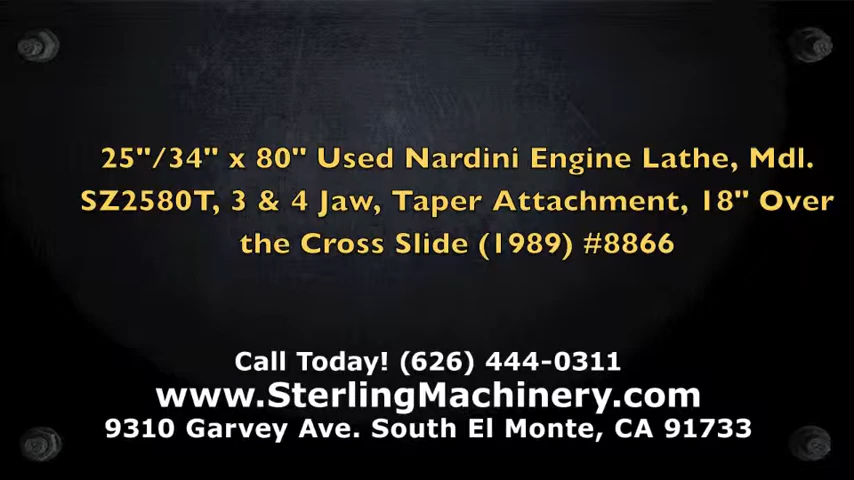 25"/34" x 80" Used Nardini Engine Lathe, Mdl.
SZ2580T, 3 & 4 Jaw, Taper Attachment, 18" Over
the Cross Slide (1989) #8866
Call Today! (626) 444-0311
www.SterlingMachinery.com
9310 Garvey Ave. South El Monte, CA 91733